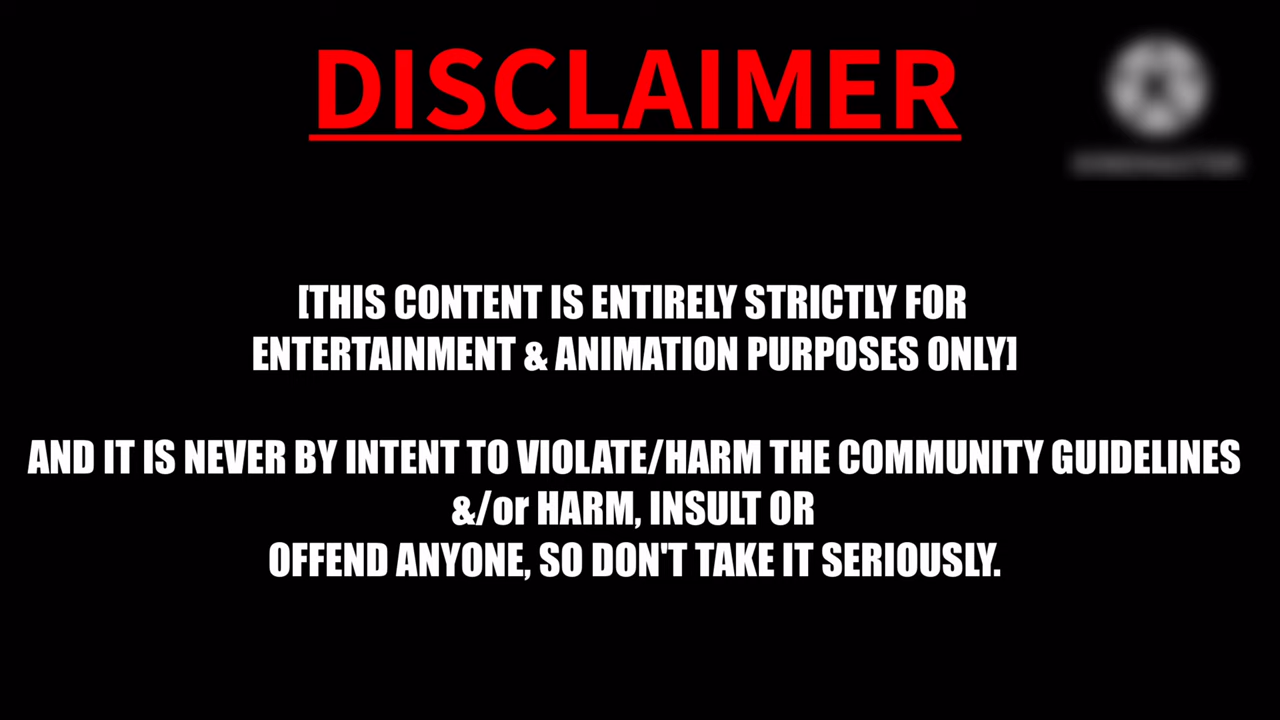 DISCLAIMER
[THIS CONTENT IS ENTIRELY STRICTLY FOR
ENTERTAINMENT & ANIMATION PURPOSES ONLY]
AND IT IS NEVER BY INTENT TO VIOLATE/HARM THE COMMUNITY GUIDELINES
&/or HARM, INSULT OR
OFFEND ANYONE, SO DON'T TAKE IT SERIOUSLY.